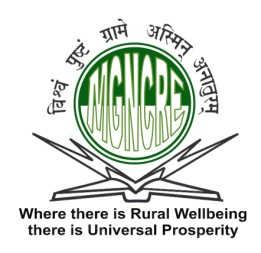 विश्वं पुष्टं ग्रामे अस्मिन् अनातुरम्
MGNCRE
Where there is Rural Wellbeing
there is Universal Prosperity